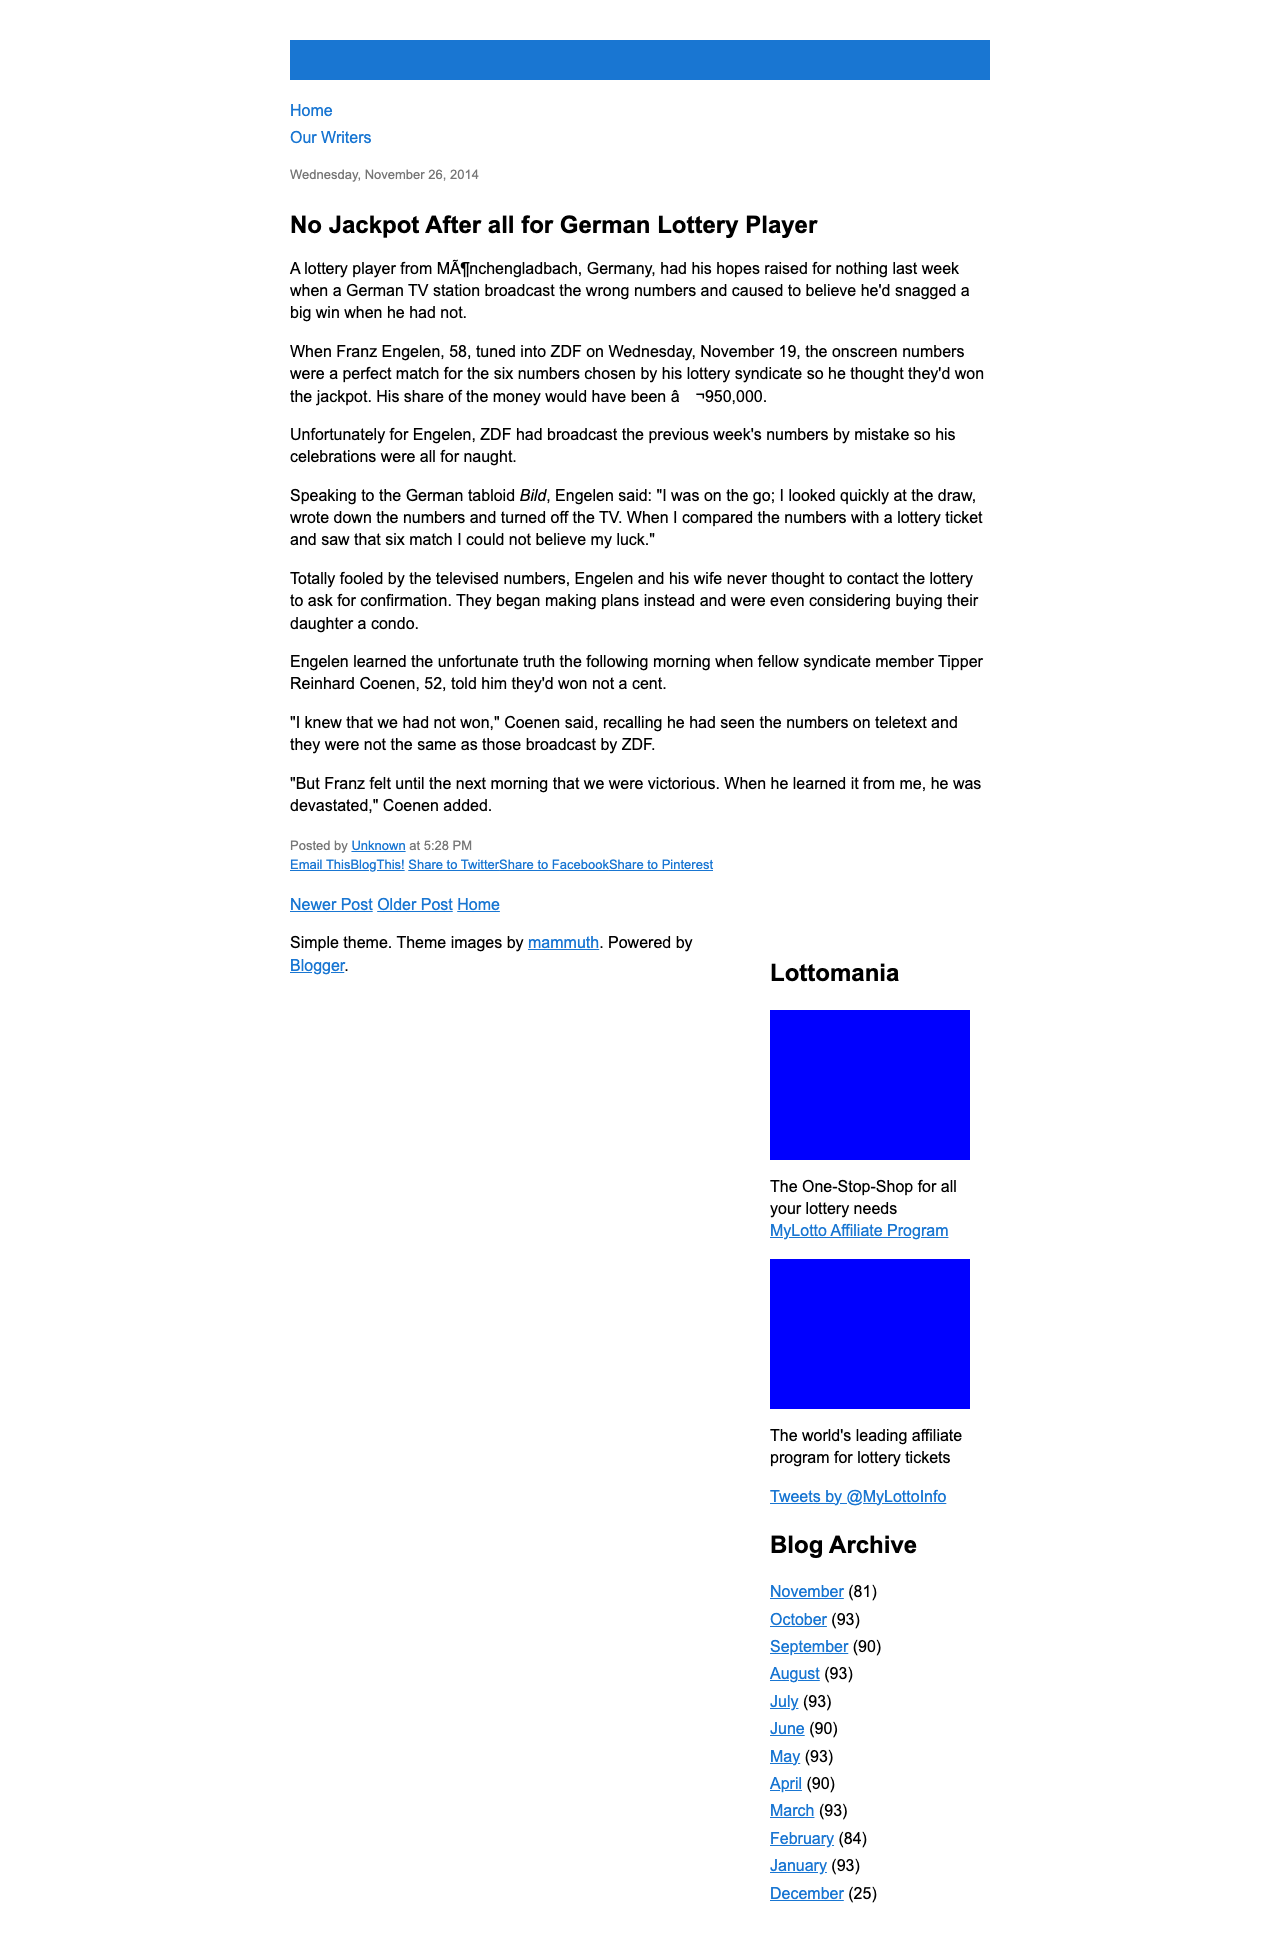 Home
Our Writers
Wednesday, November 26, 2014
No Jackpot After all for German Lottery Player
A lottery player from MÃ¶nchengladbach, Germany, had his hopes raised for nothing last week
when a German TV station broadcast the wrong numbers and caused to believe he'd snagged a
big win when he had not.
When Franz Engelen, 58, tuned into ZDF on Wednesday, November 19, the onscreen numbers
were a perfect match for the six numbers chosen by his lottery syndicate so he thought they'd won
the jackpot. His share of the money would have been â ¬950,000.
Unfortunately for Engelen, ZDF had broadcast the previous week's numbers by mistake so his
celebrations were all for naught.
Speaking to the German tabloid Bild, Engelen said: "I was on the go; I looked quickly at the draw,
wrote down the numbers and turned off the TV. When I compared the numbers with a lottery ticket
and saw that six match I could not believe my luck."
Totally fooled by the televised numbers, Engelen and his wife never thought to contact the lottery
to ask for confirmation. They began making plans instead and were even considering buying their
daughter a condo.
Engelen learned the unfortunate truth the following morning when fellow syndicate member Tipper
Reinhard Coenen, 52, told him they'd won not a cent.
"I knew that we had not won," Coenen said, recalling he had seen the numbers on teletext and
they were not the same as those broadcast by ZDF.
"But Franz felt until the next morning that we were victorious. When he learned it from me, he was
devastated," Coenen added.
Posted by Unknown at 5:28 PM
Email ThisBlogThis! Share to TwitterShare to FacebookShare to Pinterest
Newer Post Older Post Home
Simple theme. Theme images by mammuth. Powered by
Blogger.
Lottomania
The One-Stop-Shop for all
your lottery needs
MyLotto Affiliate Program
The world's leading affiliate
program for lottery tickets
Tweets by @MyLottoInfo
Blog Archive
November (81)
October (93)
September (90)
August (93)
July (93)
June (90)
May (93)
April (90)
March (93)
February (84)
January (93)
December (25)